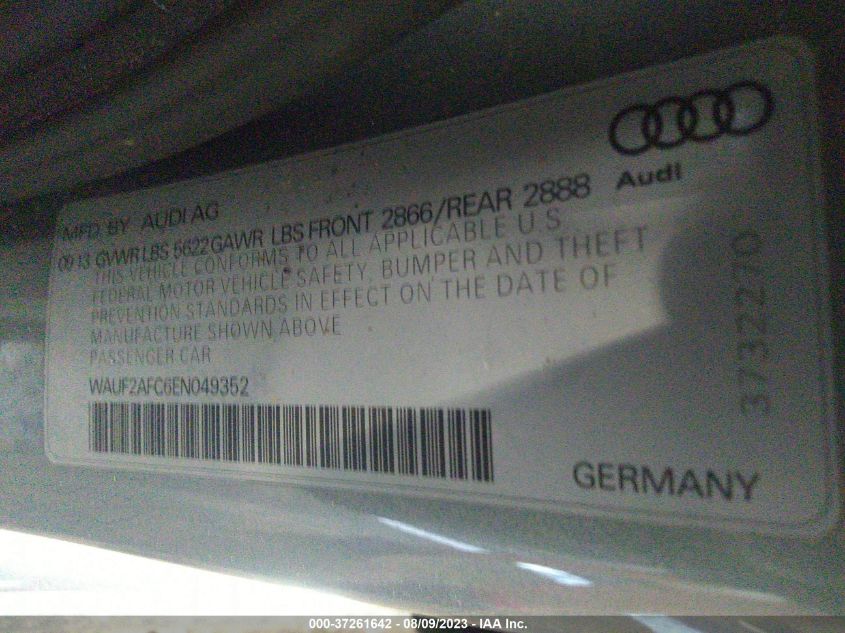 Audi
MFD BY AUDI AG
09 13 GVWR LBS 5622 GAWR LBS FRONT 2866/REAR 2888
THIS VEHICLE CONFORMS TO ALL APPLICABLE U.S
FEDERAL MOTOR VEHICLE SAFETY, BUMPER AND THEFT
PREVENTION STANDARDS IN EFFECT ON THE DATE OF
MANUFACTURE SHOWN ABOVE
PASSENGER CAR
WAUF2AFC6EN049352
3732270
GERMANY
000-37261642 - 08/09/2023 - IAA Inc.